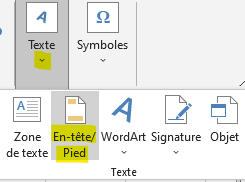 Texte
Symboles
Zone
de texte
En-tête/
Pied
WordArt
Signature
Objet
Texte